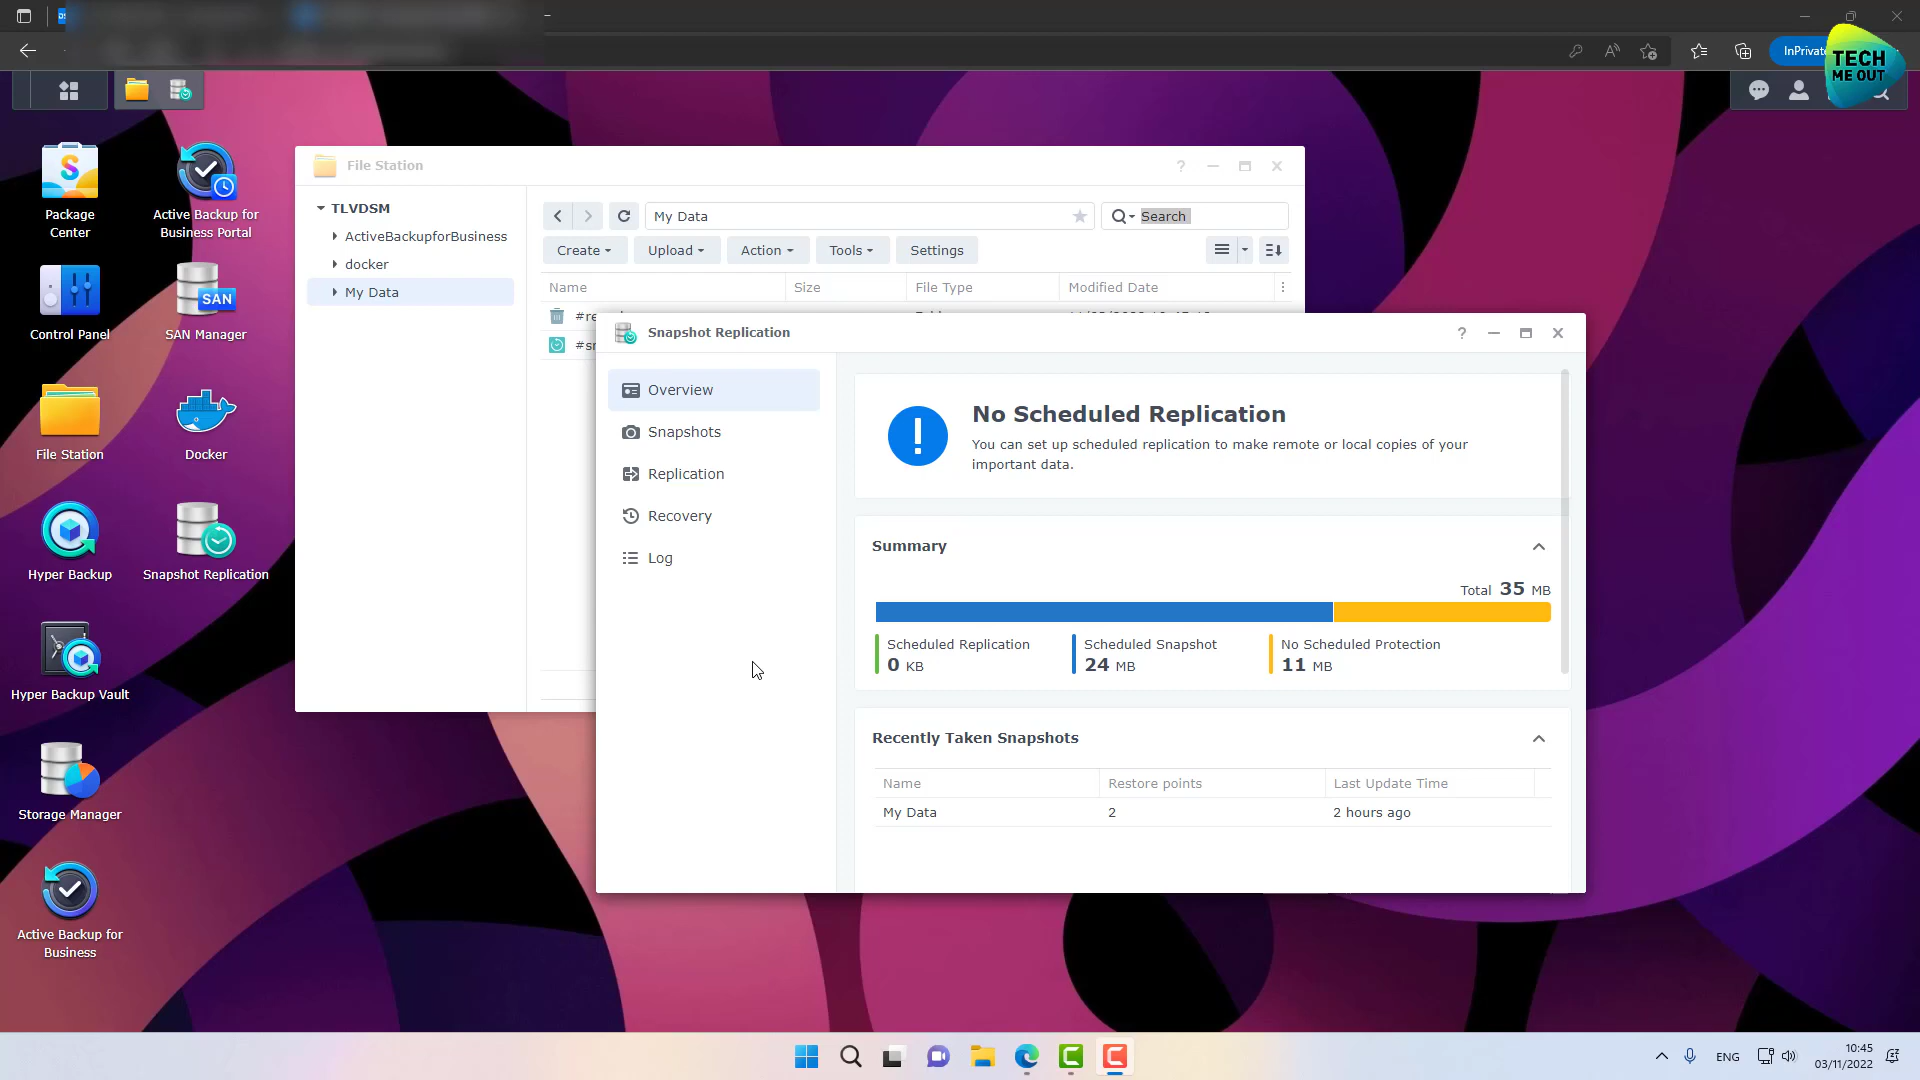 InPrivate
TECH
ME OUT
Package
Center
Active Backup for
Business Portal
Control Panel
SAN
SAN Manager
File Station
Docker
Hyper Backup
Snapshot Replication
Hyper Backup Vault
Storage Manager
Active Backup for
Business
File Station
TLVDSM
ActiveBackupforBusiness
docker
My Data
My Data
Search
Create
Upload
Action
Tools
Settings
Name
Size
File Type
Modified Date
Snapshot Replication
Overview
Snapshots
Replication
Recovery
Log
No Scheduled Replication
You can set up scheduled replication to make remote or local copies of your
important data.
Summary
Total 35 MB
Scheduled Replication
0 KB
Scheduled Snapshot
24 MB
No Scheduled Protection
11 MB
Recently Taken Snapshots
Name
Restore points
Last Update Time
My Data
2
2 hours ago
ENG
10:45
03/11/2022